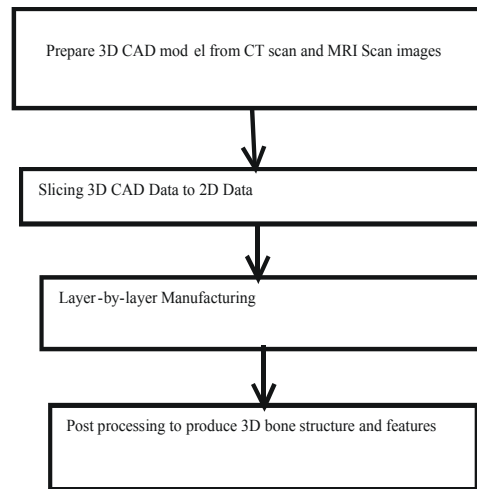 Prepare 3D CAD mod el from CT scan and MRI Scan images
Slicing 3D CAD Data to 2D Data
Layer-by-layer Manufacturing
Post processing to produce 3D bone structure and features